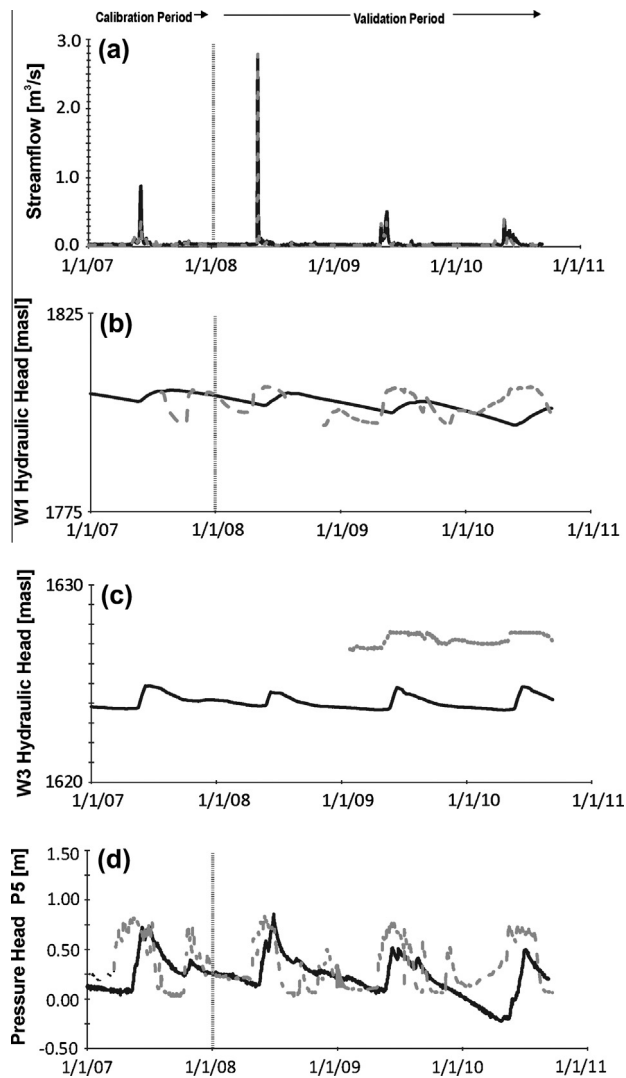 Calibration Period
Validation Period
(a)
Streamflow [m³/s]
3.0
2.0
1.0
0.0
1/1/07 1/1/08 1/1/09 1/1/10 1/1/11
(b)
W1 Hydraulic Head [masl]
1825
1775
1/1/07 1/1/08 1/1/09 1/1/10 1/1/11
(c)
W3 Hydraulic Head [masl]
1630
1620
1/1/07 1/1/08 1/1/09 1/1/10 1/1/11
(d)
Pressure Head P5 [m]
1.50
1.00
0.50
0.00
-0.50
1/1/07 1/1/08 1/1/09 1/1/10 1/1/11